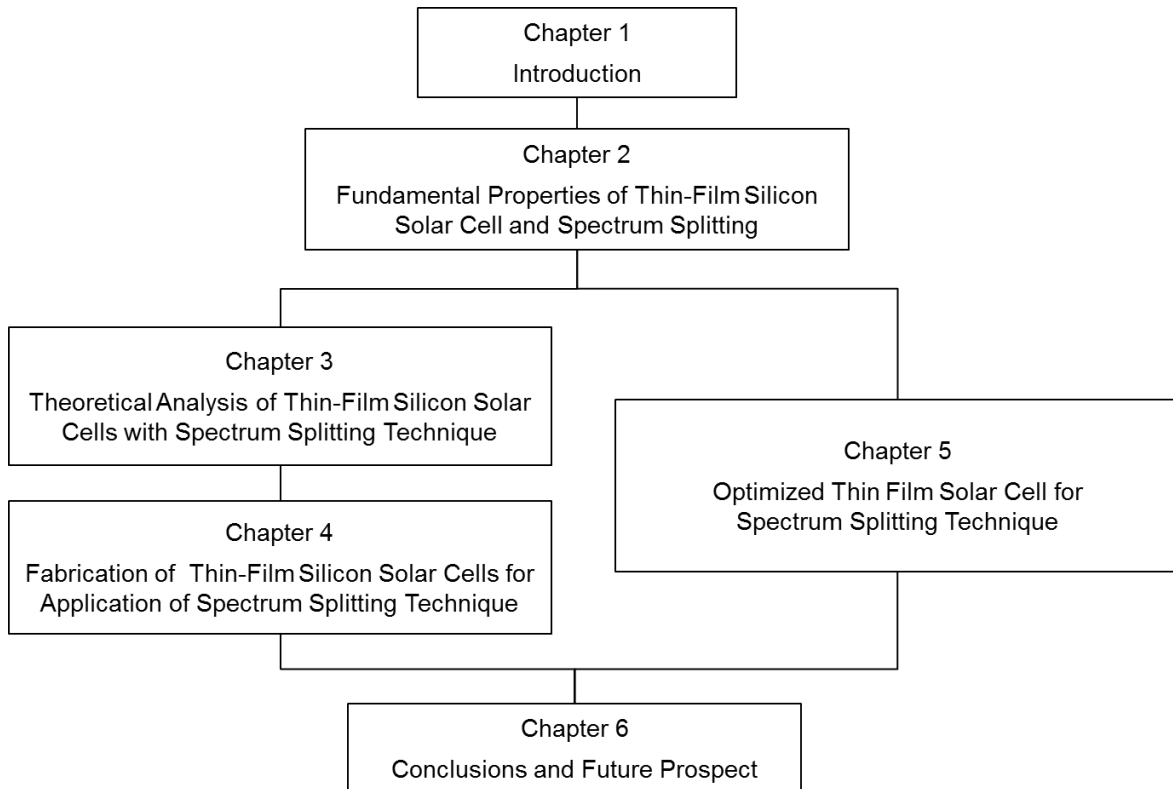 Chapter 1
Introduction
Chapter 2
Fundamental Properties of Thin-Film Silicon
Solar Cell and Spectrum Splitting
Chapter 3
Theoretical Analysis of Thin-Film Silicon Solar
Cells with Spectrum Splitting Technique
Chapter 4
Fabrication of Thin-Film Silicon Solar Cells for
Application of Spectrum Splitting Technique
Chapter 5
Optimized Thin Film Solar Cell for
Spectrum Splitting Technique
Chapter 6
Conclusions and Future Prospect